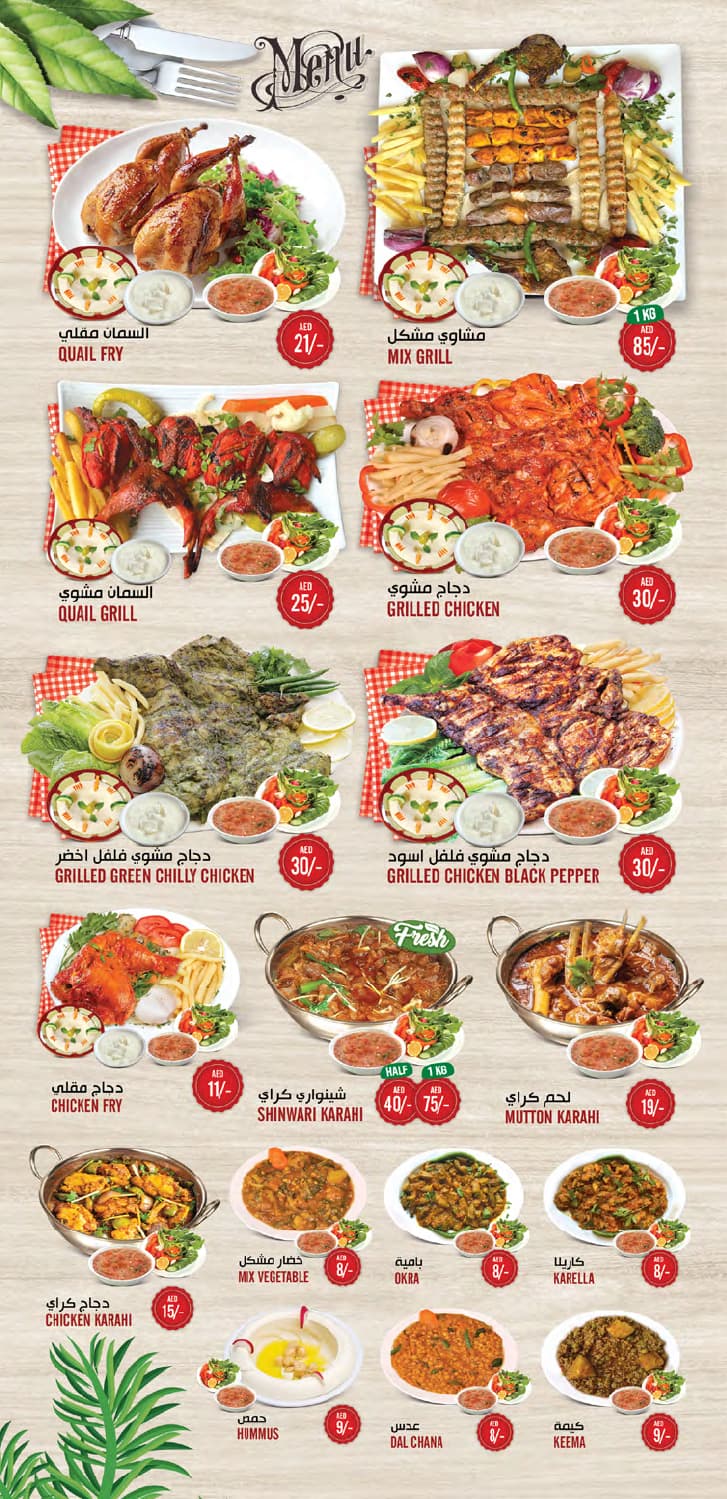 Menu
السمان مقلي
QUAIL FRY
AED
21/-
مشاوي مشكل
MIX GRILL
1 KG
AED
85/-
السمان مشوي
QUAIL GRILL
AED
25/-
دجاج مشوي
GRILLED CHICKEN
AED
30/-
دجاج مشوي فلفل اخضر
GRILLED GREEN CHILLY CHICKEN
AED
30/-
دجاج مشوي فلفل اسود
GRILLED CHICKEN BLACK PEPPER
AED
30/-
دجاج مقلي
CHICKEN FRY
AED
11/-
Fresh
شينواري كراي
SHINWARI KARAHI
HALF
AED
40/-
1 KG
AED
75/-
لحم كراي
MUTTON KARAHI
AED
19/-
دجاج كراي
CHICKEN KARAHI
AED
15/-
خضار مشكل
MIX VEGETABLE
AED
8/-
بامية
OKRA
AED
8/-
كاريلا
KARELLA
AED
8/-
حمص
HUMMUS
AED
9/-
عدس
DAL CHANA
AED
8/-
كيمة
KEEMA
AED
9/-